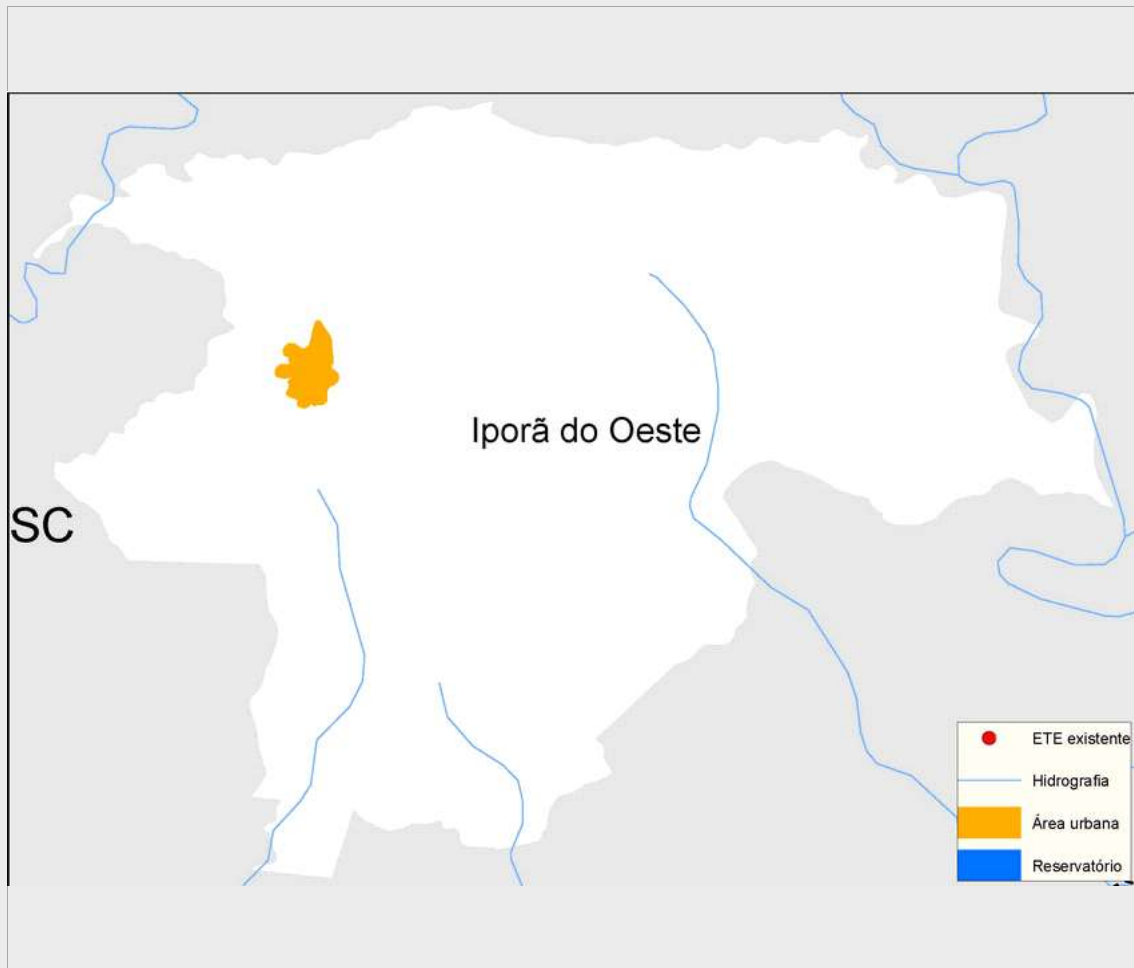 Iporã do Oeste
SC
ETE existente
Hidrografia
Área urbana
Reservatório